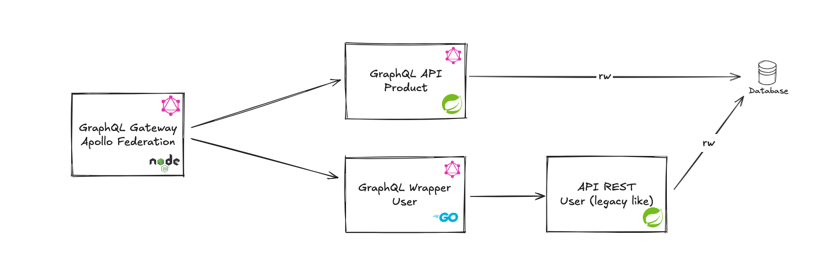 GraphQL Gateway
Apollo Federation
node
JS
GraphQL API
Product
rw
Database
GraphQL Wrapper
User
GO
API REST
User (legacy like)
rw